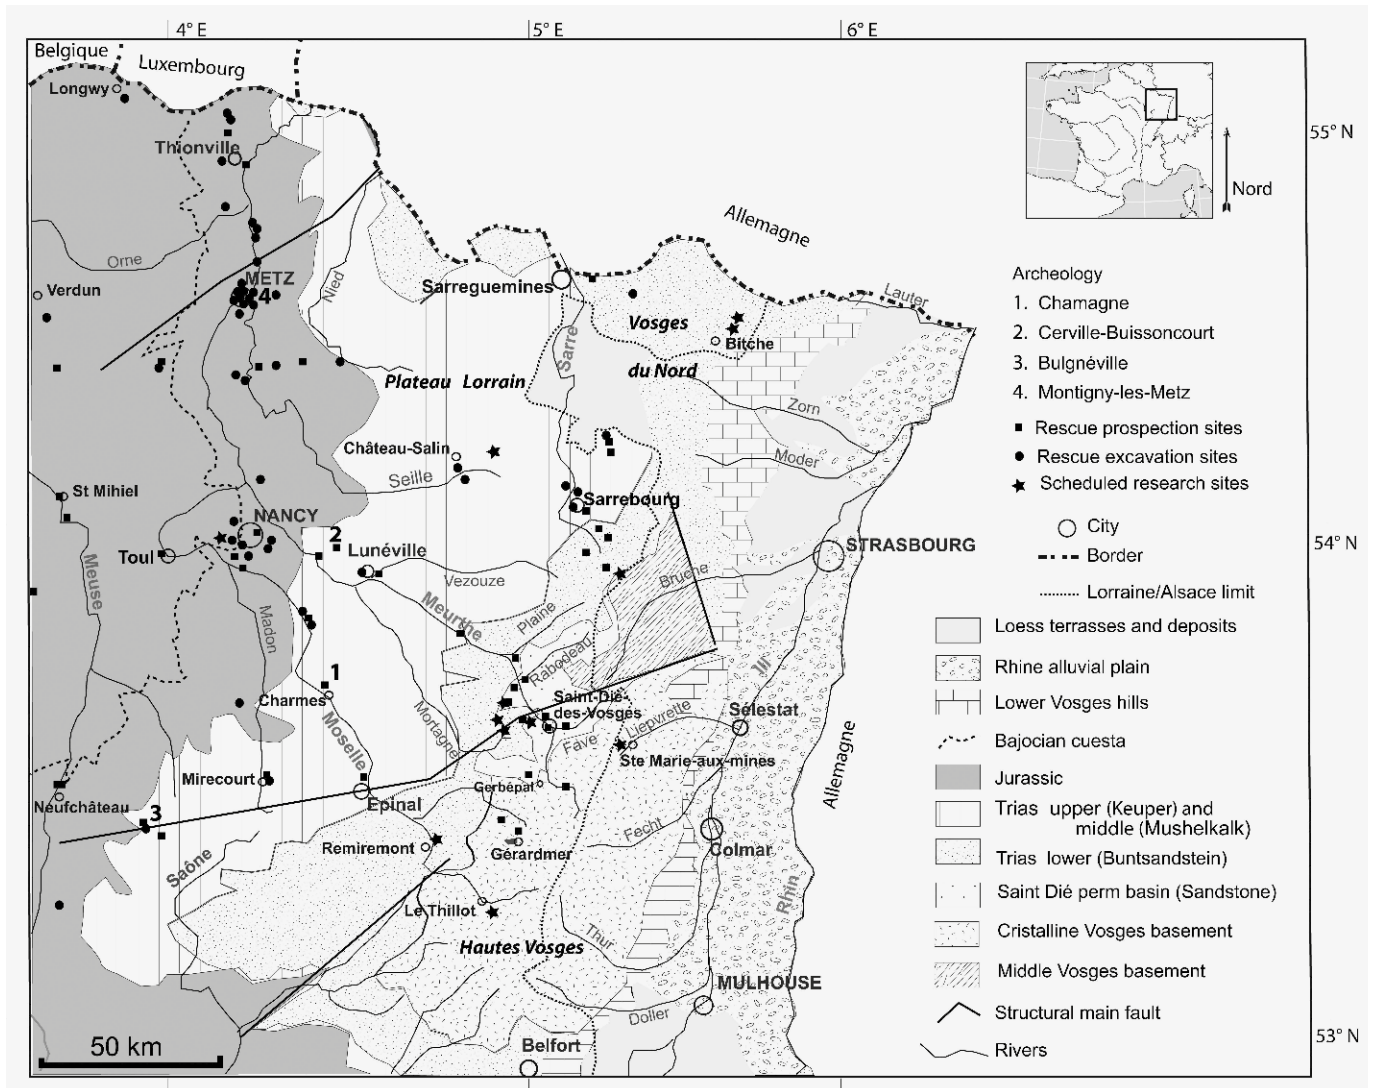 4° E
5° E
6° E
Belgique
Luxembourg
Longwy
55° N
Thionville
Nord
Allemagne
Orne
METZ
4
Nied
Verdun
Sarreguemines
Lauter
Archeology
1. Chamagne
2. Cerville-Buissoncourt
3. Bulgnéville
4. Montigny-les-Metz
Vosges
Bitche
Sarre
du Nord
Plateau Lorrain
Zorn
Rescue prospection sites
Rescue excavation sites
Scheduled research sites
Château-Salin
Moder
Seille
St Mihiel
Sarrebourg
NANCY
City
2
Toul
Lunéville
STRASBOURG
54° N
Border
Vezouze
Bruche
Lorraine/Alsace limit
Meuse
Meurthe
Plaine
Madon
Loess terrasses and deposits
Rabodeau
Ill
Rhine alluvial plain
1
Charmes
Saint-Dié-
des-Vosges
Lower Vosges hills
Moselle
Mortagne
Liepvrette
Sélestat
Fave
Bajocian cuesta
Allemagne
Ste Marie-aux-mines
Mirecourt
Jurassic
Gerbépal
Neufchâteau
Epinal
3
Trias upper (Keuper) and
middle (Mushelkalk)
Fecht
Remiremont
Gérardmer
Colmar
Trias lower (Buntsandstein)
Saône
Rhin
Saint Dié perm basin (Sandstone)
Le Thillot
Cristalline Vosges basement
Thur
Hautes Vosges
Middle Vosges basement
MULHOUSE
Structural main fault
Doller
53° N
50 km
Belfort
Rivers